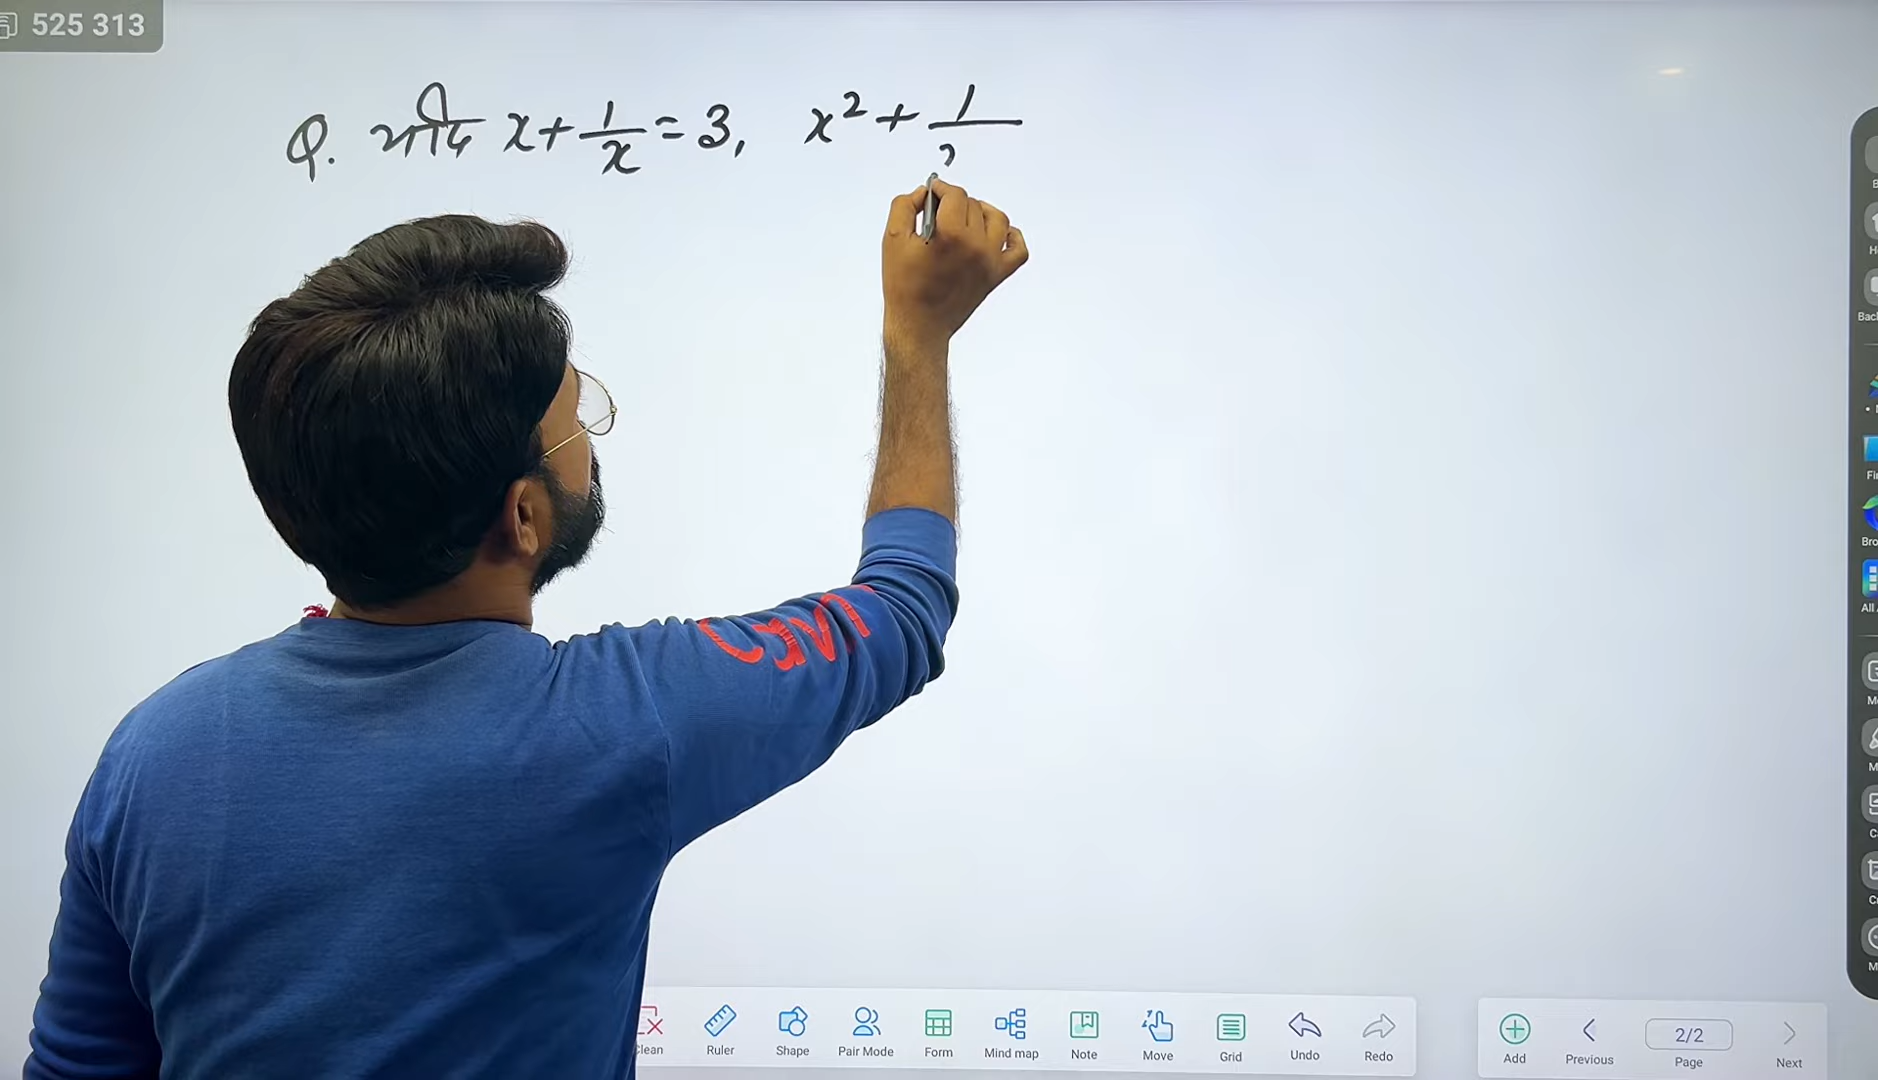 525 313
Q. यदि x + 1/x = 3, x² + 1/
Clean
Ruler
Shape
Pair Mode
Form
Mind map
Note
Move
Grid
Undo
Redo
Add
Previous
2/2
Page
Next